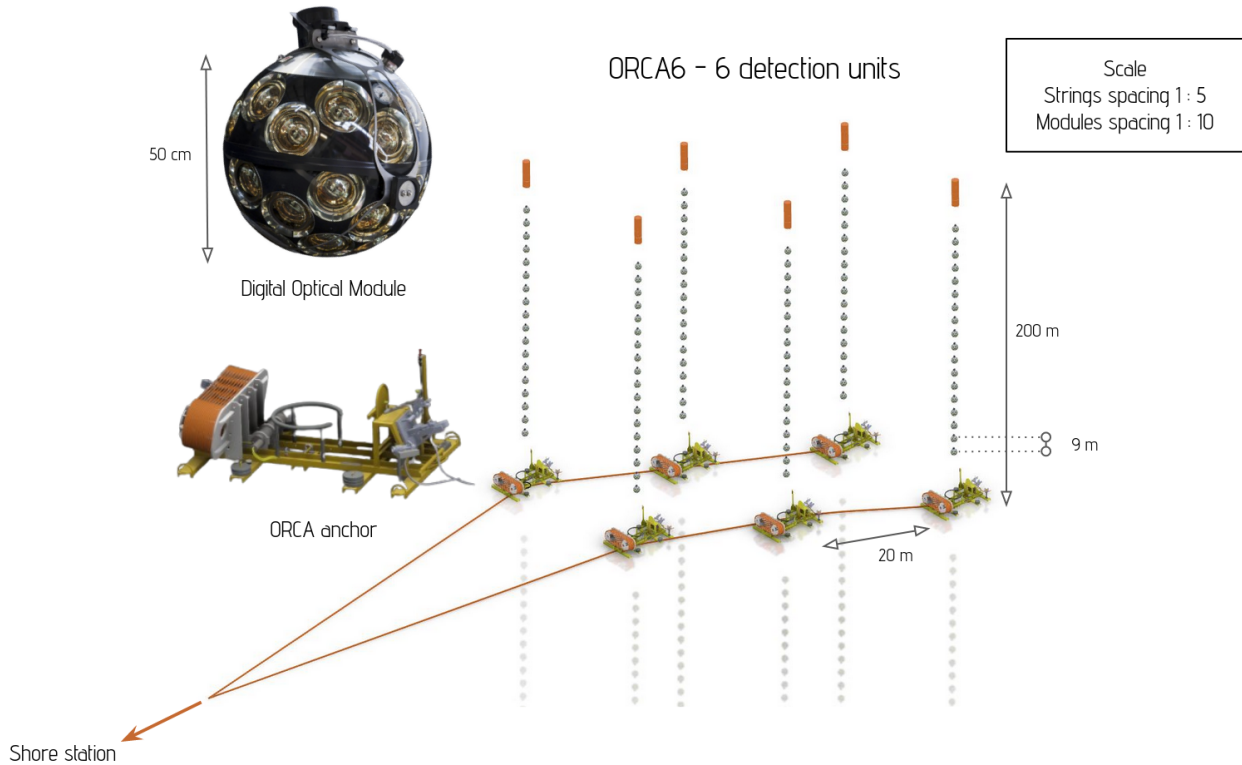 ORCA6 - 6 detection units
Scale
Strings spacing 1 : 5
Modules spacing 1 : 10
50 cm
Digital Optical Module
200 m
9 m
ORCA anchor
20 m
Shore station